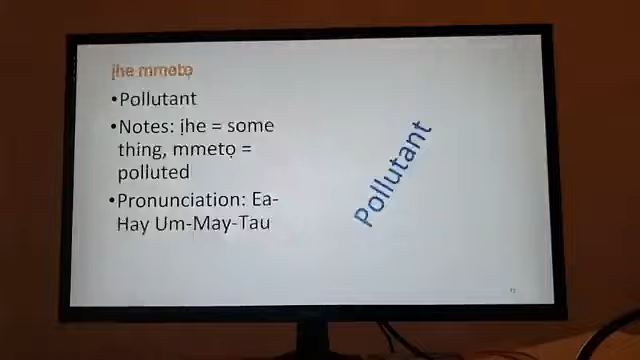 ịhe mmetọ
•Pollutant
•Notes: ịhe = some
thing, mmetọ =
polluted
•Pronunciation: Ea-
Hay Um-May-Tau
Pollutant